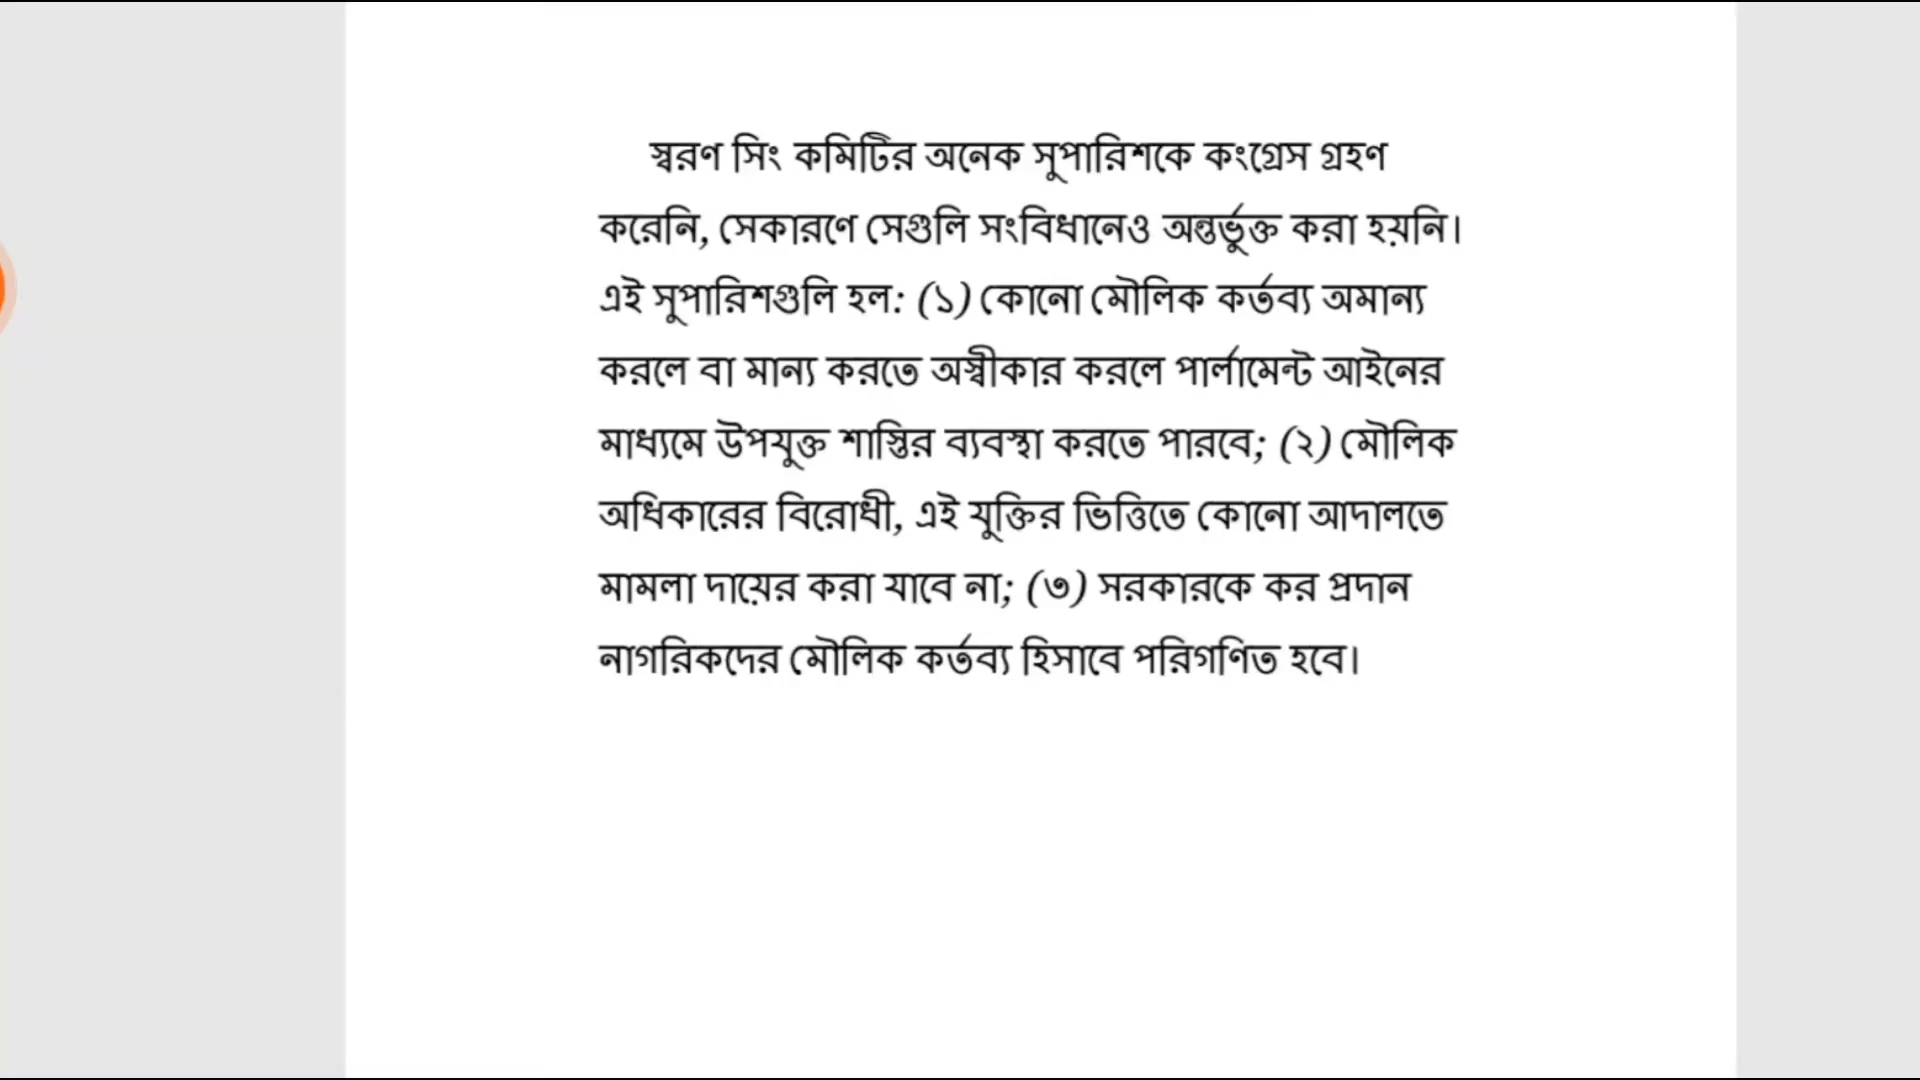 স্বরণ সিং কমিটির অনেক সুপারিশকে কংগ্রেস গ্রহণ
করেনি, সেকারণে সেগুলি সংবিধানেও অন্তর্ভুক্ত করা হয়নি।
এই সুপারিশগুলি হল: (১) কোনো মৌলিক কর্তব্য অমান্য
করলে বা মান্য করতে অস্বীকার করলে পার্লামেন্ট আইনের
মাধ্যমে উপযুক্ত শাস্তির ব্যবস্থা করতে পারবে; (২) মৌলিক
অধিকারের বিরোধী, এই যুক্তির ভিত্তিতে কোনো আদালতে
মামলা দায়ের করা যাবে না; (৩) সরকারকে কর প্রদান
নাগরিকদের মৌলিক কর্তব্য হিসাবে পরিগণিত হবে।